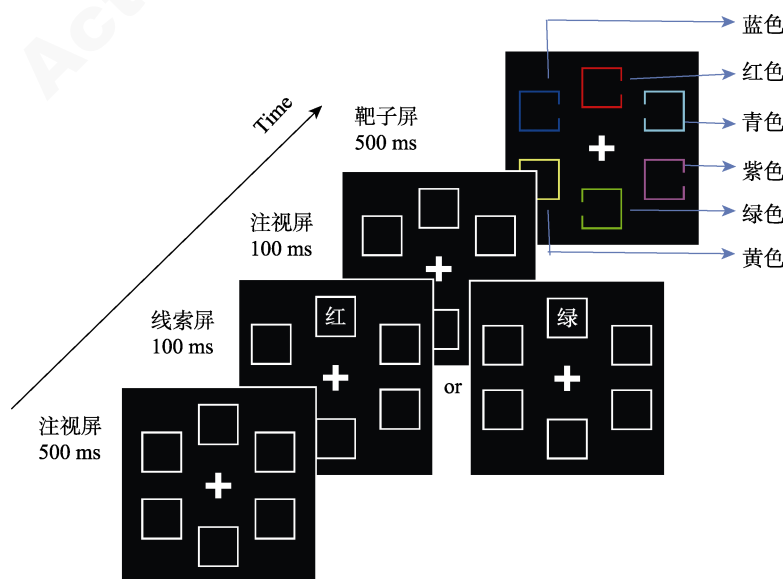 Act
Time
靶子屏
500 ms
注视屏
100 ms
线索屏
100 ms
注视屏
500 ms
红
or
绿
蓝色
红色
青色
紫色
绿色
黄色